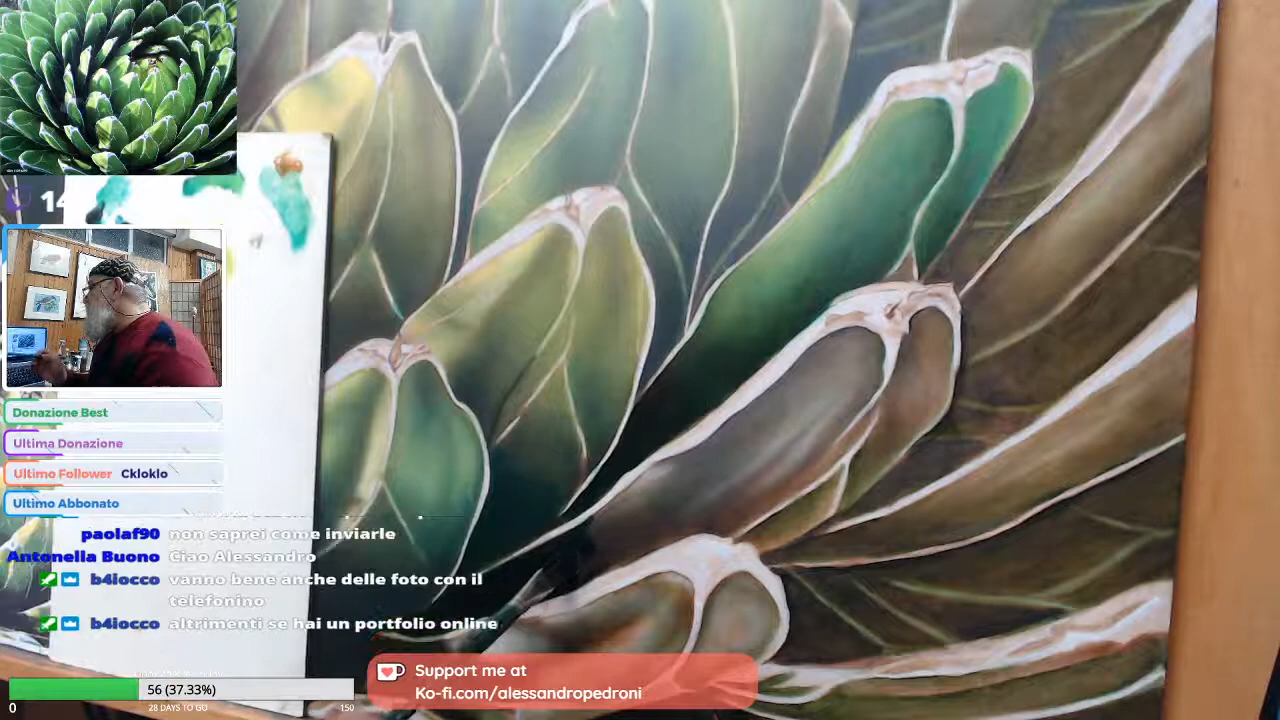 14
Donazione Best
Ultima Donazione
Ultimo Follower Ckloklo
Ultimo Abbonato
paolaf90 non saprei come inviarle
Antonella Buono Ciao Alessandro
b4iocco vanno bene anche delle foto con il
telefonino
b4iocco altrimenti se hai un portfolio online
Support me at
Ko-fi.com/alessandropedroni
56 (37.33%)
0 28 DAYS TO GO 150